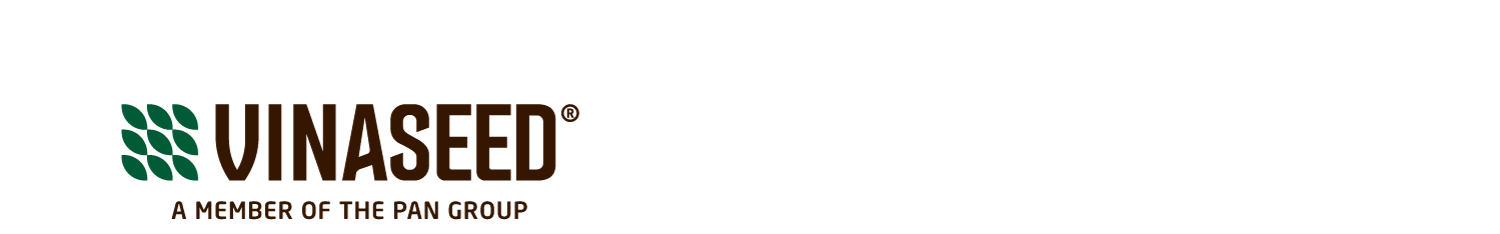 VINASEED®
A MEMBER OF THE PAN GROUP